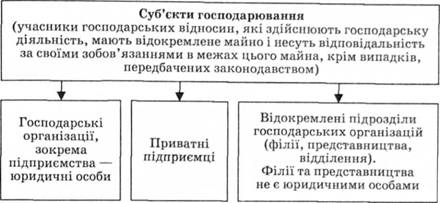 Суб'єкти господарювання
(учасники господарських відносин, які здійснюють господарську
діяльність, мають відокремлене майно і несуть відповідальність
за своїми зобов'язаннями в межах цього майна, крім випадків,
передбачених законодавством)
Господарські
організації,
зокрема
підприємства —
юридичні особи
Приватні
підприємці
Відокремлені підрозділи
господарських організацій
(філії, представництва,
відділення).
Філії та представництва
не є юридичними особами